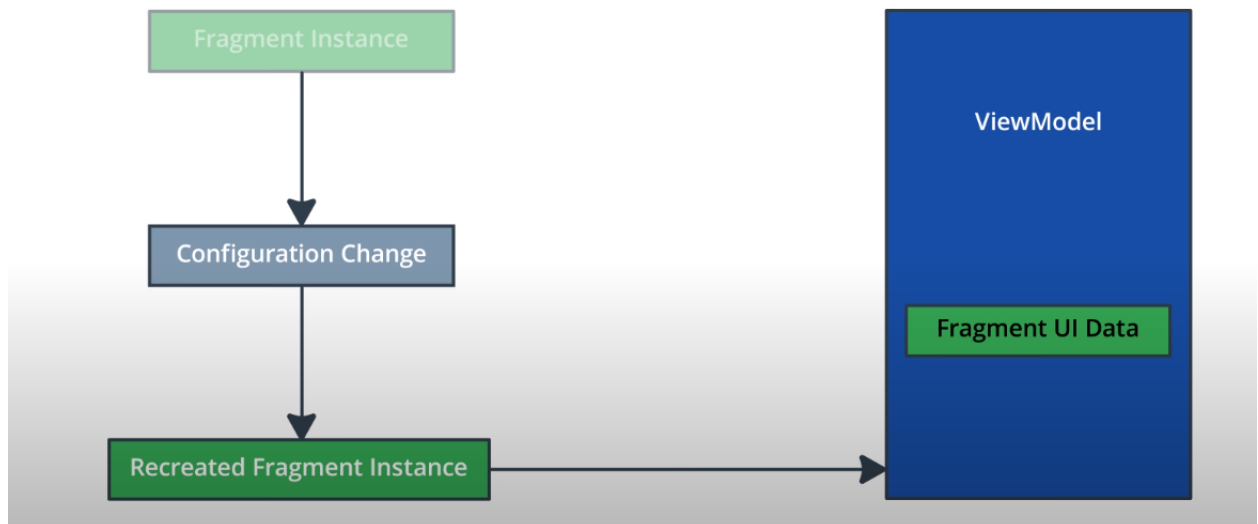 Fragment Instance
ViewModel
Configuration Change
Fragment UI Data
Recreated Fragment Instance